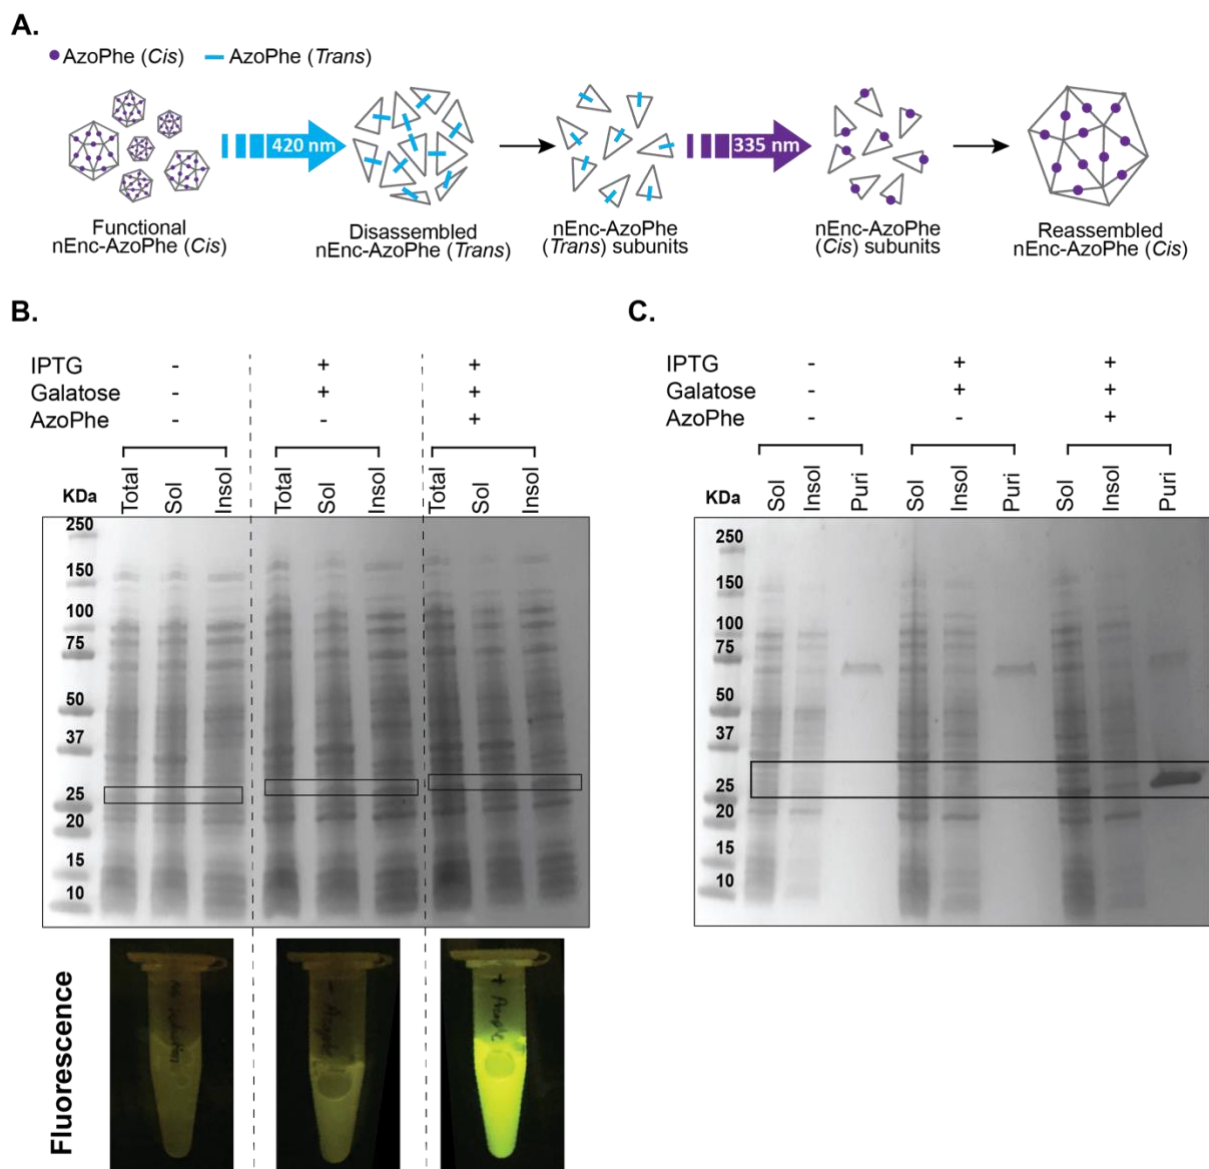 A.
AzoPhe (Cis) AzoPhe (Trans)
420 nm
335 nm
Functional
nEnc-AzoPhe (Cis)
Disassembled
nEnc-AzoPhe (Trans)
nEnc-AzoPhe
(Trans) subunits
nEnc-AzoPhe
(Cis) subunits
Reassembled
nEnc-AzoPhe (Cis)
B.
IPTG - + +
Galatose - + +
AzoPhe - - +
KDa Total Sol Insol Total Sol Insol Total Sol Insol
250
150
100
75
50
37
25
20
15
10
Fluorescence
C.
IPTG - + +
Galatose - + +
AzoPhe - - +
KDa Sol Insol Puri Sol Insol Puri Sol Insol Puri
250
150
100
75
50
37
25
20
15
10